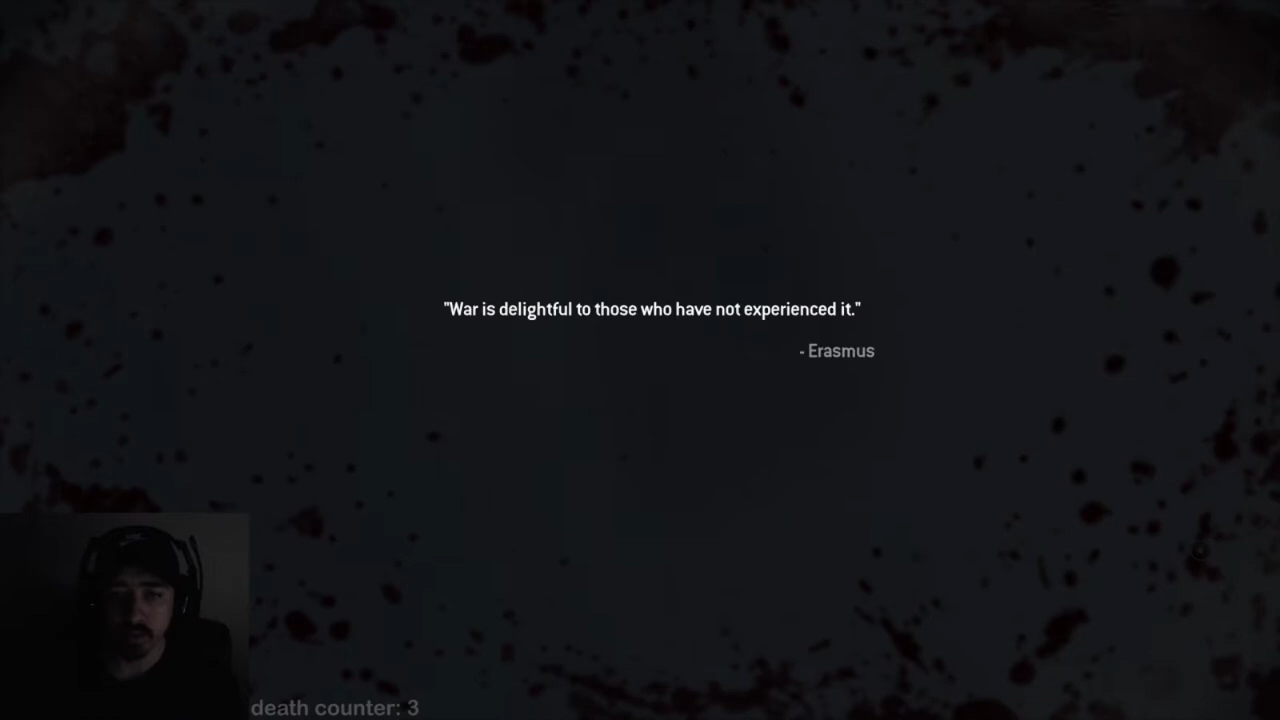 "War is delightful to those who have not experienced it."
- Erasmus
death counter: 3